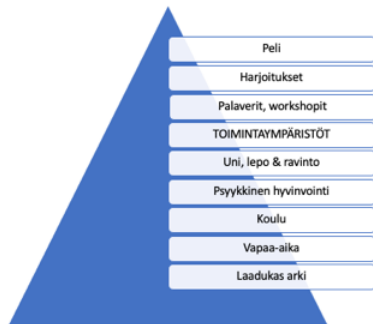 Peli
Harjoitukset
Palaverit, workshopit
TOIMINTAYMPÄRISTÖT
Uni, lepo & ravinto
Psyykkinen hyvinvointi
Koulu
Vapaa-aika
Laadukas arki